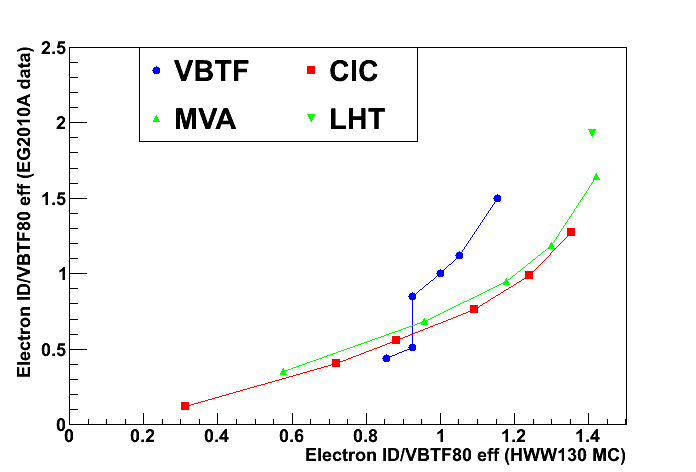 Electron ID/VBTF80 eff (EG2010A data)
2.5
2
1.5
1
0.5
0
VBTF CIC
MVA LHT
0 0.2 0.4 0.6 0.8 1 1.2 1.4
Electron ID/VBTF80 eff (HWW130 MC)